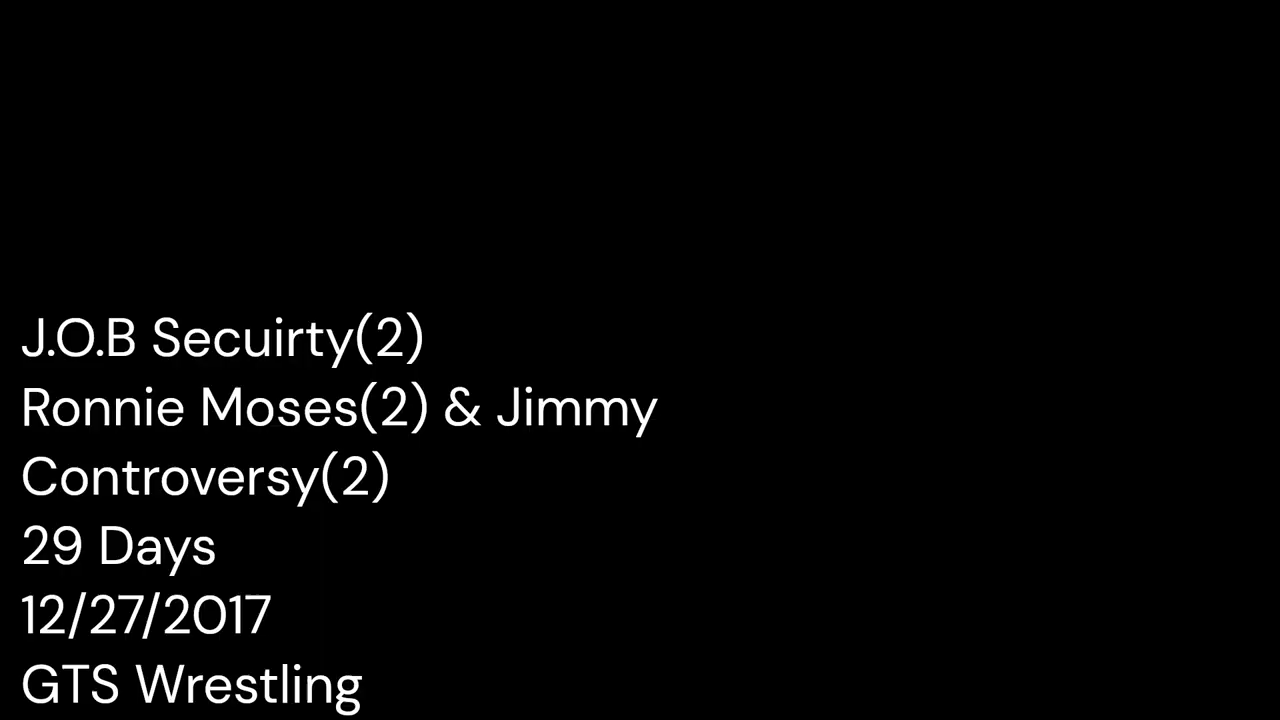 J.O.B Secuirty(2)
Ronnie Moses(2) & Jimmy
Controversy(2)
29 Days
12/27/2017
GTS Wrestling